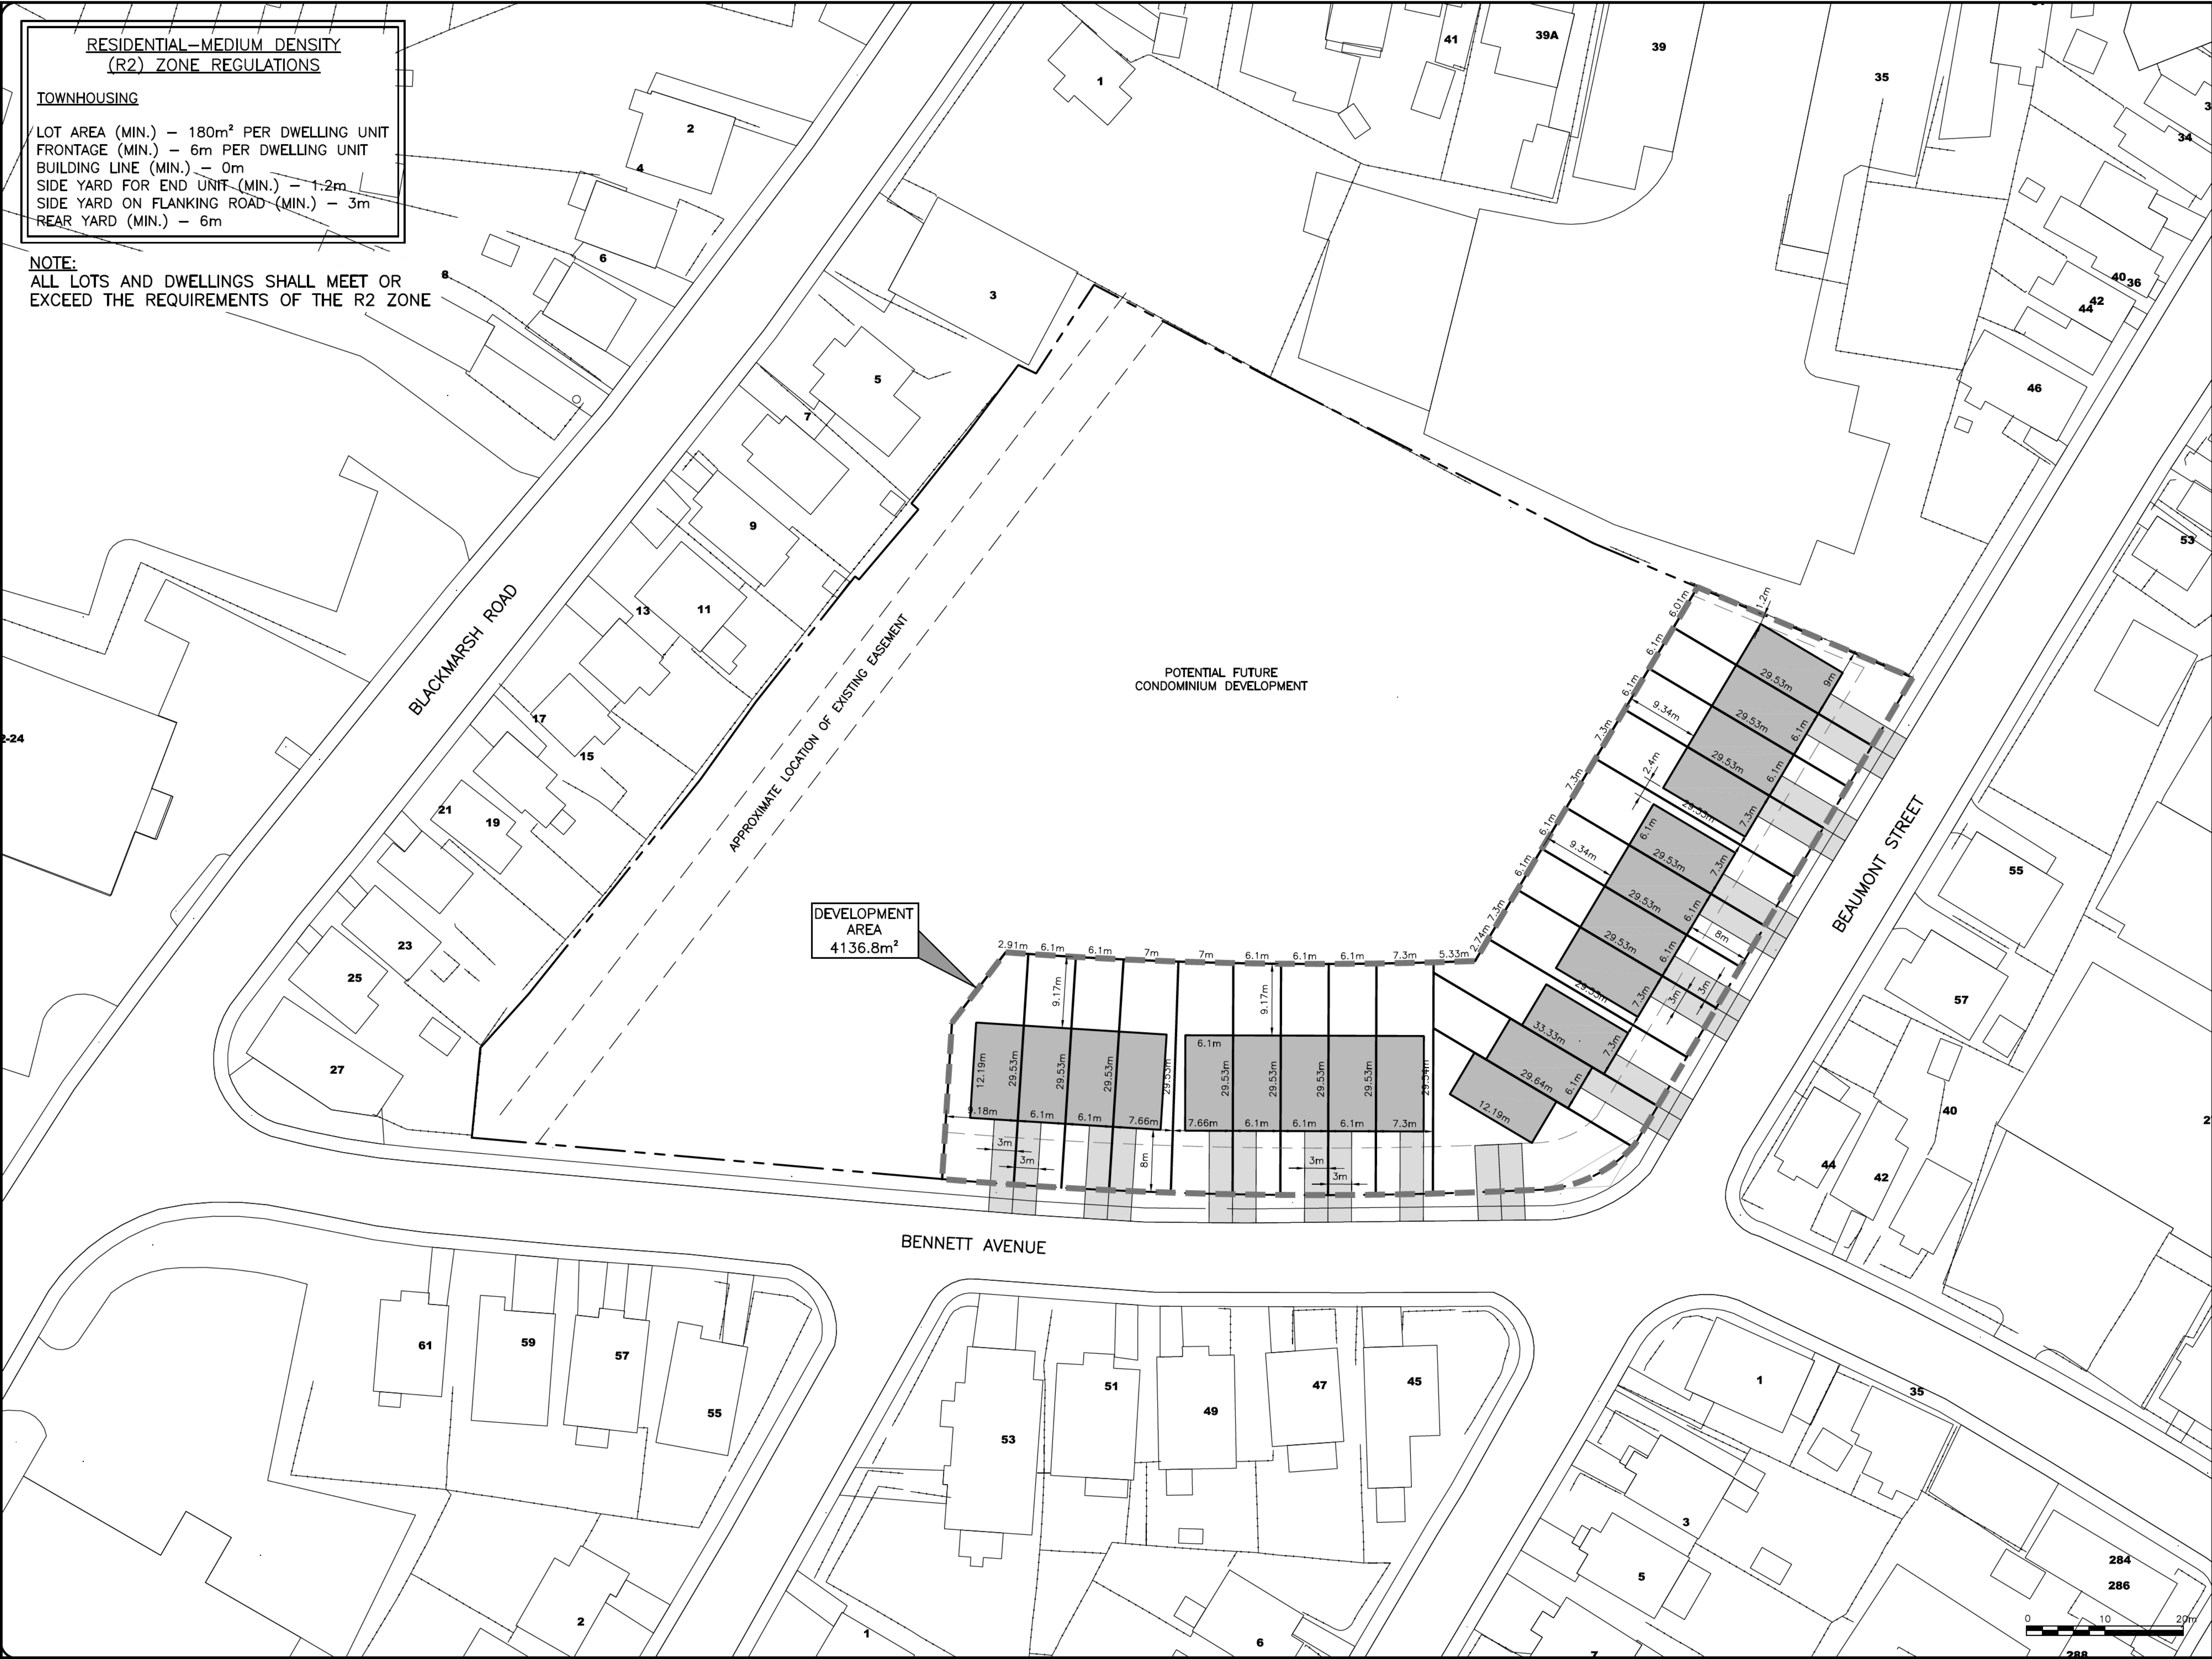 RESIDENTIAL-MEDIUM DENSITY
(R2) ZONE REGULATIONS
TOWNHOUSING
LOT AREA (MIN.) - 180m² PER DWELLING UNIT
FRONTAGE (MIN.) - 6m PER DWELLING UNIT
BUILDING LINE (MIN.) - 0m
SIDE YARD FOR END UNIT (MIN.) - 1.2m
SIDE YARD ON FLANKING ROAD (MIN.) - 3m
REAR YARD (MIN.) - 6m
NOTE:
ALL LOTS AND DWELLINGS SHALL MEET OR
EXCEED THE REQUIREMENTS OF THE R2 ZONE
2
4
6
8
1
3
5
7
9
11
13
15
17
19
21
23
25
27
41
39A
39
35
34
40
36
42
44
46
53
55
57
40
42
44
2-24
BLACKMARSH ROAD
APPROXIMATE LOCATION OF EXISTING EASEMENT
POTENTIAL FUTURE
CONDOMINIUM DEVELOPMENT
BEAUMONT STREET
DEVELOPMENT
AREA
4136.8m²
6.01m
1.2m
6.1m
6.1m
7.3m
7.3m
6.1m
6.1m
7.3m
2.74m
29.53m
9m
29.53m
6.1m
29.53m
6.1m
9.34m
2.4m
29.53m
7.3m
6.1m
9.34m
29.53m
7.3m
29.53m
6.1m
29.53m
6.1m
8m
29.53m
7.3m
3m
3m
33.33m
7.3m
29.64m
6.1m
12.19m
2.91m
6.1m
6.1m
7m
7m
6.1m
6.1m
6.1m
7.3m
5.33m
9.17m
9.17m
6.1m
12.19m
29.53m
29.53m
29.53m
29.53m
29.53m
29.53m
29.53m
29.53m
9.18m
6.1m
6.1m
7.66m
7.66m
6.1m
6.1m
6.1m
7.3m
3m
3m
8m
3m
3m
BENNETT AVENUE
61
59
57
55
53
51
49
47
45
1
35
3
5
7
2
1
6
284
286
288
0 10 20m